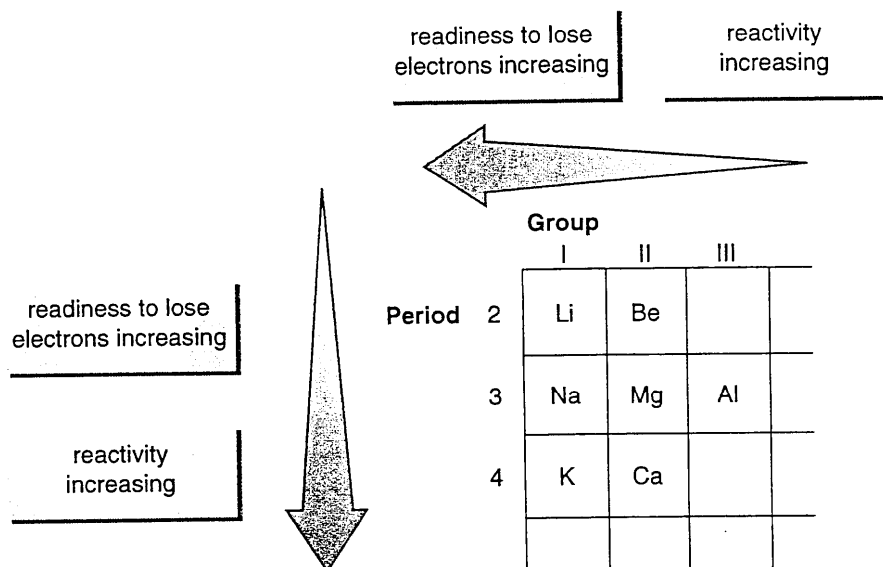 readiness to lose
electrons increasing
reactivity
increasing
Group
I II III
readiness to lose
electrons increasing
Period 2 Li Be
3 Na Mg Al
reactivity
increasing
4 K Ca